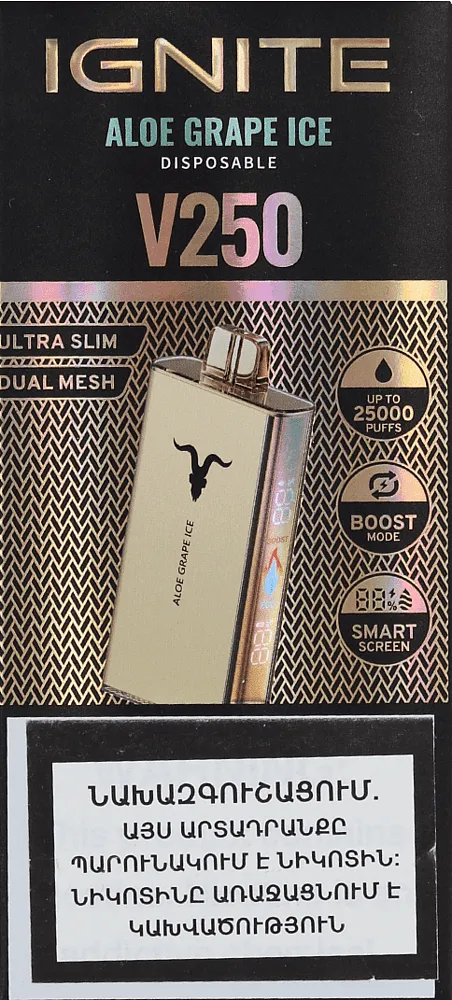 IGNITE
ALOE GRAPE ICE
DISPOSABLE
V250
ULTRA SLIM
DUAL MESH
UP TO
25000
PUFFS
BOOST
MODE
SMART
SCREEN
ALOE GRAPE ICE
BOOST
ՆԱԽԱԶԳՈՒՇԱՑՈՒՄ.
ԱՅՍ ԱՐՏԱԴՐԱՆՔԸ
ՊԱՐՈՒՆԱԿՈՒՄ Է ՆԻԿՈՏԻՆ:
ՆԻԿՈՏԻՆԸ ԱՌԱՋԱՑՆՈՒՄ Է
ԿԱԽՎԱԾՈՒԹՅՈՒՆ